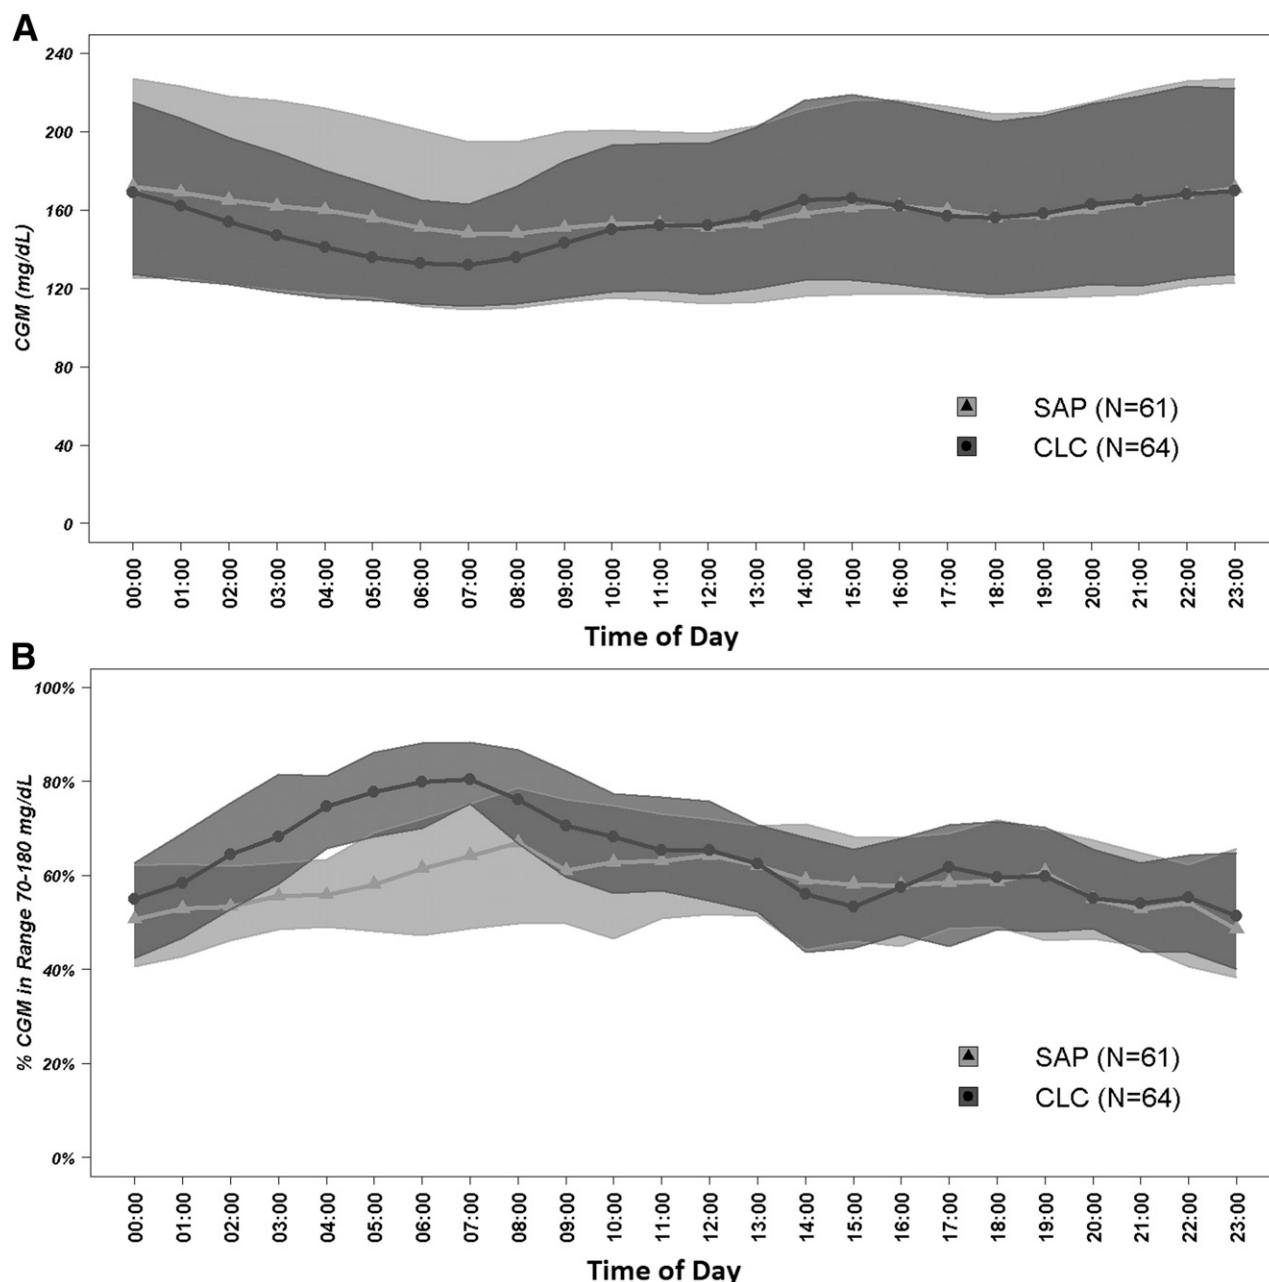 A
240
200
160
120
80
40
0
CGM (mg/dL)
SAP (N=61)
CLC (N=64)
00:00 01:00 02:00 03:00 04:00 05:00 06:00 07:00 08:00 09:00 10:00 11:00 12:00 13:00 14:00 15:00 16:00 17:00 18:00 19:00 20:00 21:00 22:00 23:00
Time of Day
B
100%
80%
60%
40%
20%
0%
% CGM in Range 70-180 mg/dL
SAP (N=61)
CLC (N=64)
00:00 01:00 02:00 03:00 04:00 05:00 06:00 07:00 08:00 09:00 10:00 11:00 12:00 13:00 14:00 15:00 16:00 17:00 18:00 19:00 20:00 21:00 22:00 23:00
Time of Day